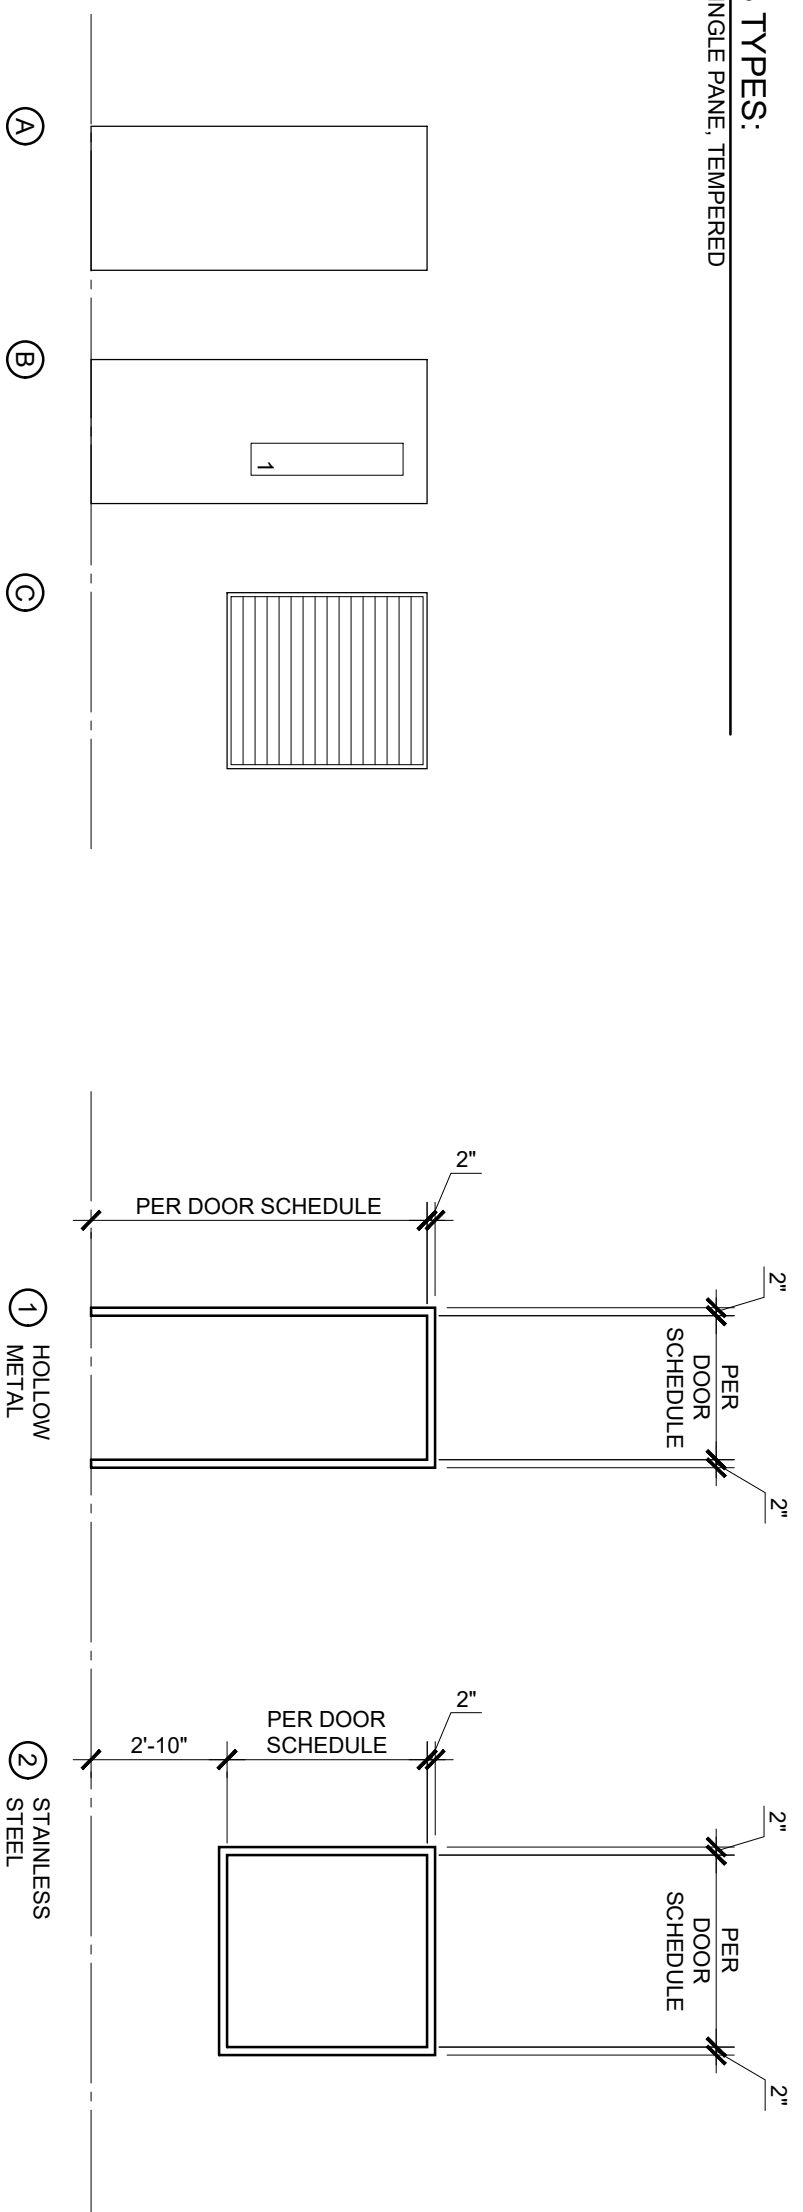 TYPES:
INGLE PANE, TEMPERED
A
B
1
C
2"
PER DOOR SCHEDULE
2"
PER
DOOR
SCHEDULE
2"
1
HOLLOW
METAL
2"
PER DOOR
SCHEDULE
2'-10"
2"
PER
DOOR
SCHEDULE
2"
2
STAINLESS
STEEL